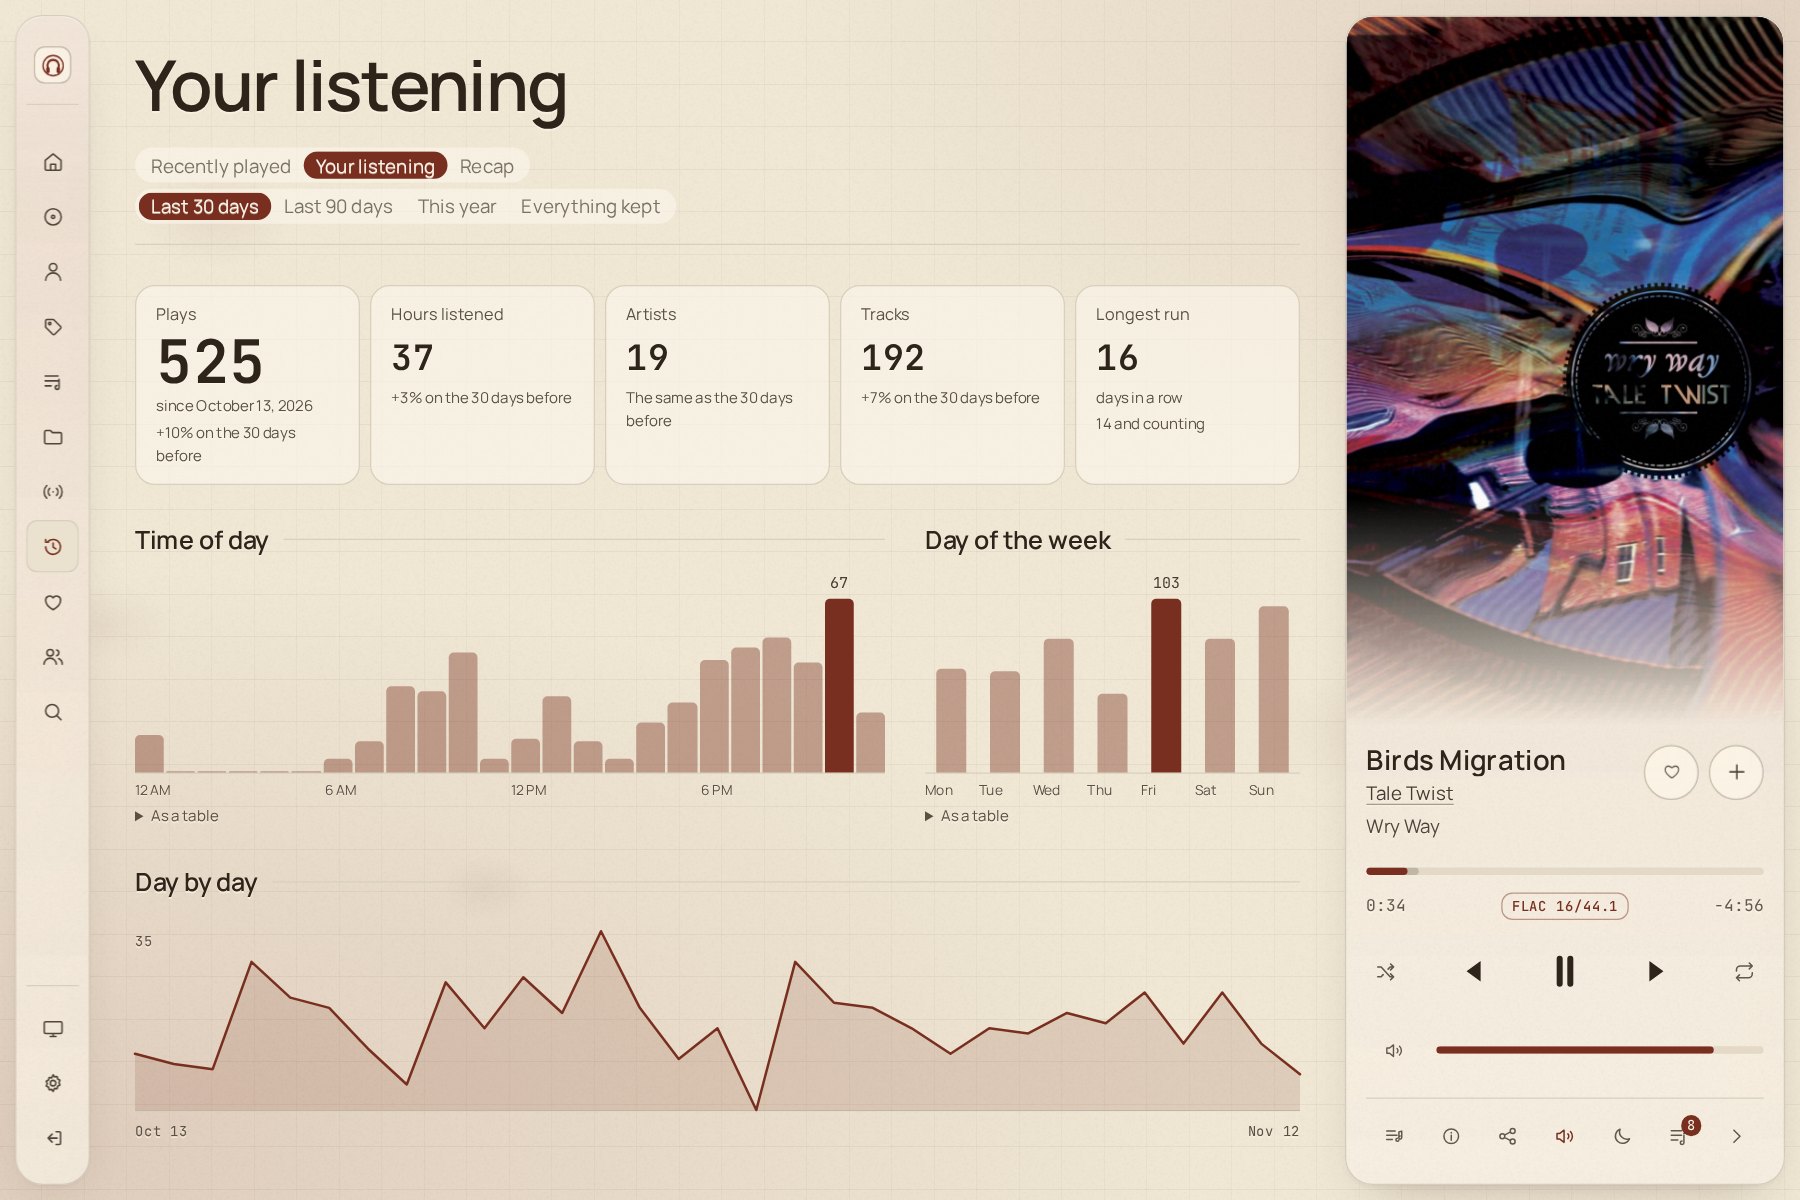 Your listening
Recently played Your listening Recap
Last 30 days Last 90 days This year Everything kept
Plays
525
since October 13, 2026
+10% on the 30 days
before
Hours listened
37
+3% on the 30 days before
Artists
19
The same as the 30 days
before
Tracks
192
+7% on the 30 days before
Longest run
16
days in a row
14 and counting
Time of day
67
12 AM 6 AM 12 PM 6 PM
As a table
Day of the week
103
Mon Tue Wed Thu Fri Sat Sun
As a table
Day by day
35
Oct 13 Nov 12
wry way
TALE TWIST
Birds Migration
Tale Twist
Wry Way
0:34 FLAC 16/44.1 -4:56
8